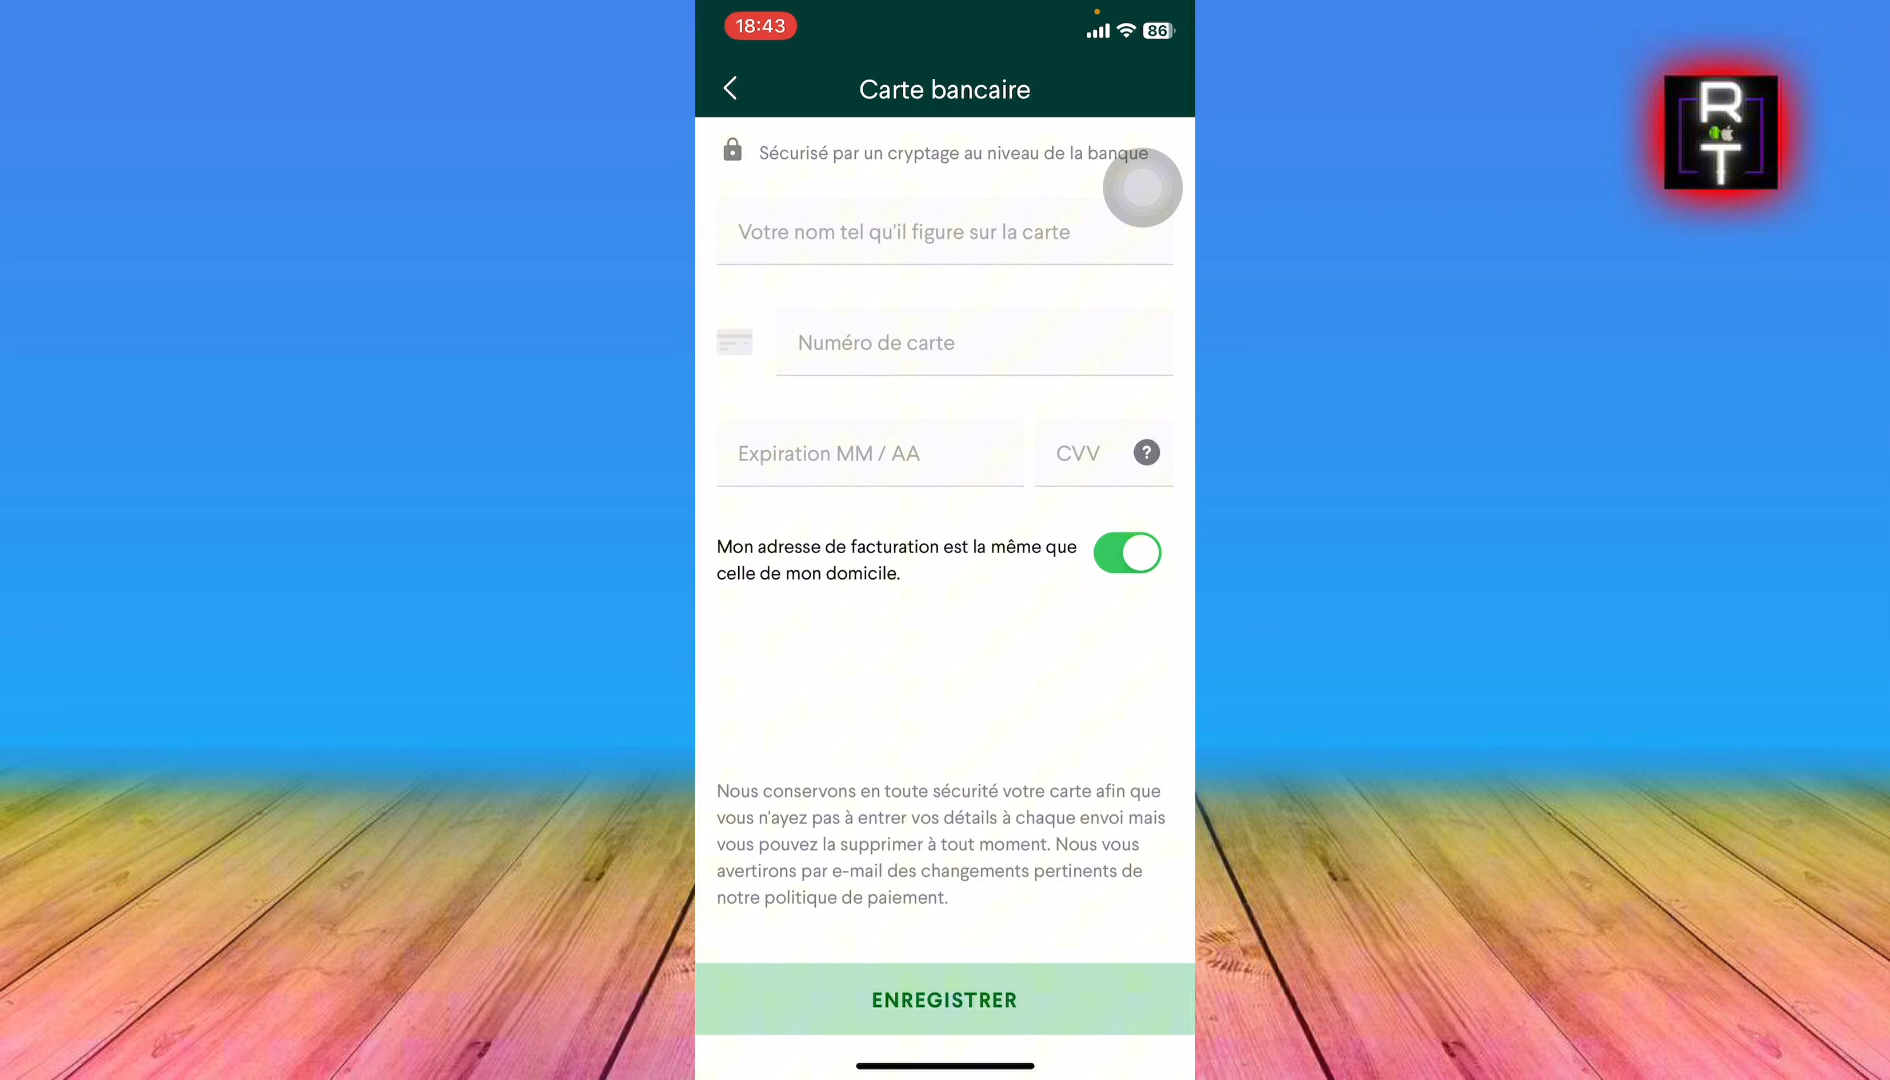 18:43
86
Carte bancaire
Sécurisé par un cryptage au niveau de la banque
Votre nom tel qu'il figure sur la carte
Numéro de carte
Expiration MM / AA
CVV
?
Mon adresse de facturation est la même que
celle de mon domicile.
Nous conservons en toute sécurité votre carte afin que
vous n'ayez pas à entrer vos détails à chaque envoi mais
vous pouvez la supprimer à tout moment. Nous vous
avertirons par e-mail des changements pertinents de
notre politique de paiement.
ENREGISTRER
R
T